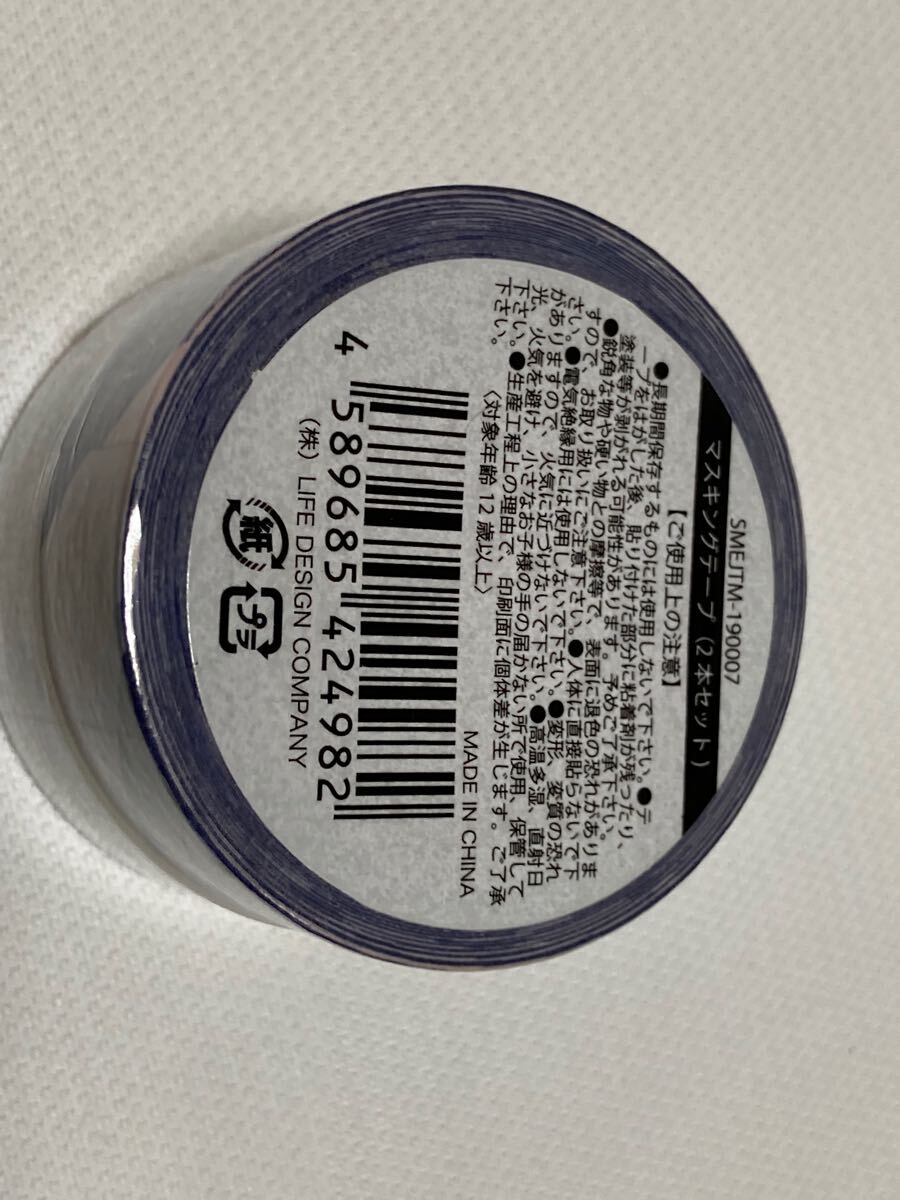 SMEJTM-190007
マスキングテープ（2本セット）
【ご使用上の注意】
●長期間保存するものには使用しないで下さい。●テ
ープをはがした後、貼り付けた部分に粘着剤が残ったり、
塗装等が剥がれる可能性があります。予めご了承下さい。
●鋭角な物や硬い物との摩擦等で、表面に退色の恐れがありま
すので、お取り扱いにご注意下さい。●人体に直接貼らないで下
さい。●電気絶縁用には使用しないで下さい。●変形、変質の恐れ
がありますので、火気に近づけないで下さい。●高温多湿、直射日
光、火気を避け、小さなお子様の手の届かない所で使用、保管して
下さい。●生産工程上の理由で、印刷面に個体差が生じます。ご了承
下さい。
〈対象年齢12歳以上〉
MADE IN CHINA
4 589685 424982
（株）LIFE DESIGN COMPANY
紙
プラ